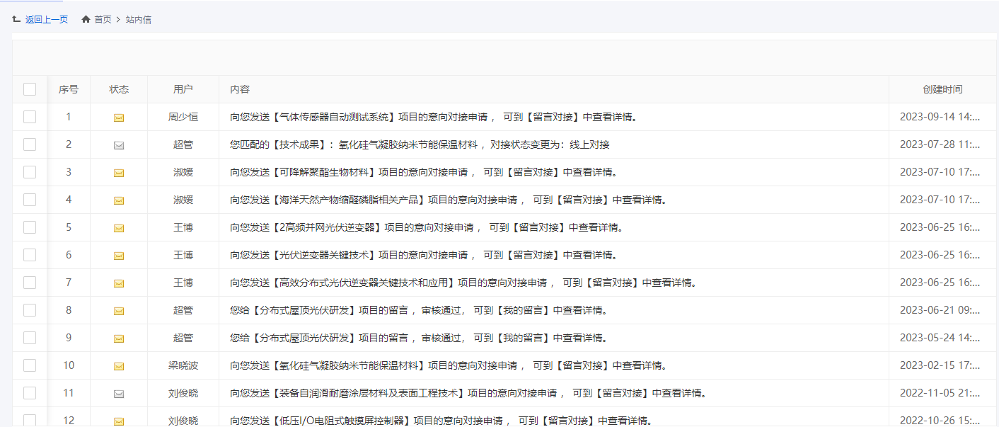 返回上一页 首页 > 站内信
序号 状态 用户 内容 创建时间
1 周少恒 向您发送【气体传感器自动测试系统】项目的意向对接申请， 可到【留言对接】中查看详情。 2023-09-14 14:...
2 超管 您匹配的【技术成果】：氧化硅气凝胶纳米节能保温材料，对接状态变更为：线上对接 2023-07-28 11:...
3 淑媛 向您发送【可降解聚酯生物材料】项目的意向对接申请， 可到【留言对接】中查看详情。 2023-07-10 17:...
4 淑媛 向您发送【海洋天然产物缩醛磷脂相关产品】项目的意向对接申请， 可到【留言对接】中查看详情。 2023-07-10 17:...
5 王博 向您发送【2高频并网光伏逆变器】项目的意向对接申请， 可到【留言对接】中查看详情。 2023-06-25 16:...
6 王博 向您发送【光伏逆变器关键技术】项目的意向对接申请， 可到【留言对接】中查看详情。 2023-06-25 16:...
7 王博 向您发送【高效分布式光伏逆变器关键技术和应用】项目的意向对接申请， 可到【留言对接】中查看详情。 2023-06-25 16:...
8 超管 您给【分布式屋顶光伏研发】项目的留言，审核通过， 可到【我的留言】中查看详情。 2023-06-21 09:...
9 超管 您给【分布式屋顶光伏研发】项目的留言，审核通过， 可到【我的留言】中查看详情。 2023-05-24 14:...
10 梁晓波 向您发送【氧化硅气凝胶纳米节能保温材料】项目的意向对接申请， 可到【留言对接】中查看详情。 2023-02-15 17:...
11 刘俊晓 向您发送【装备自润滑耐磨涂层材料及表面工程技术】项目的意向对接申请， 可到【留言对接】中查看详情。 2022-11-05 21:...
12 刘俊晓 向您发送【低压I/O电阻式触摸屏控制器】项目的意向对接申请， 可到【留言对接】中查看详情。 2022-10-26 15:...